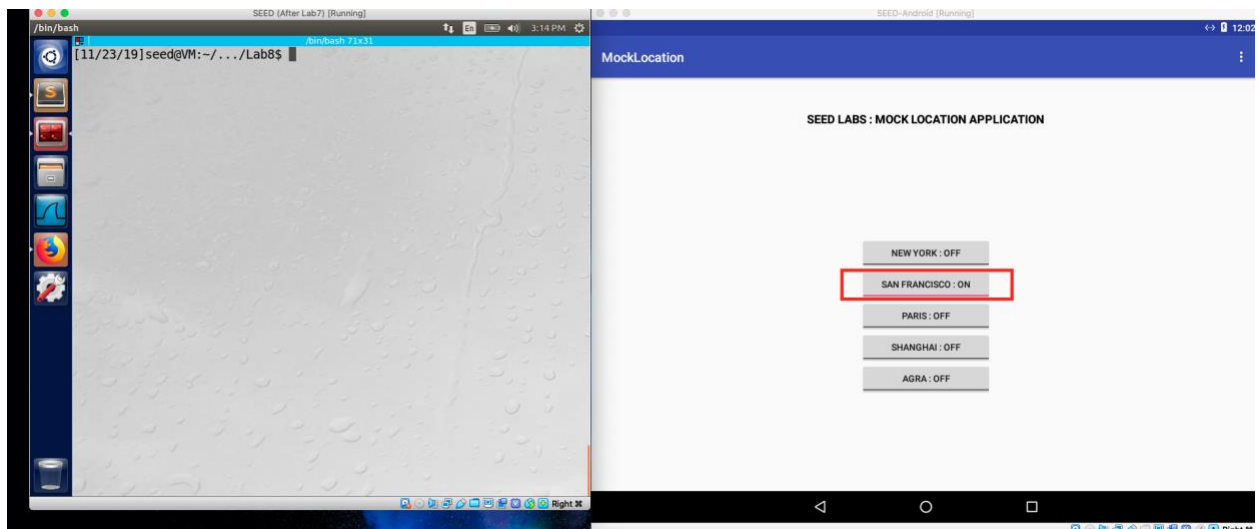 SEED (After Lab7) [Running]
/bin/bash
En
3:14 PM
/bin/bash 71x31
[11/23/19]seed@VM:~/.../Lab8$
Right ⌘
SEED-Android [Running]
12:02
MockLocation
SEED LABS : MOCK LOCATION APPLICATION
NEW YORK : OFF
SAN FRANCISCO : ON
PARIS : OFF
SHANGHAI : OFF
AGRA : OFF
Right ⌘